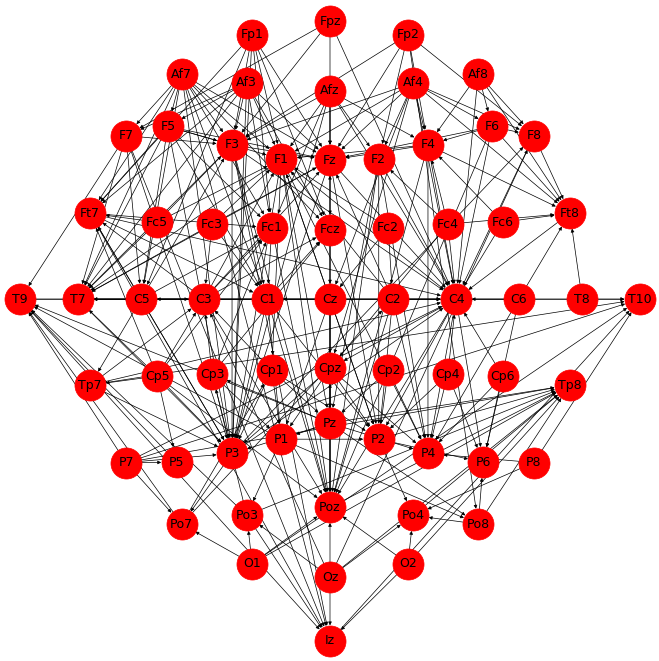 Fpz
Fp1 Fp2
Af7 Af3 Afz Af4 Af8
F7 F5 F3 F1 Fz F2 F4 F6 F8
Ft7 Fc5 Fc3 Fc1 Fcz Fc2 Fc4 Fc6 Ft8
T9 T7 C5 C3 C1 Cz C2 C4 C6 T8 T10
Tp7 Cp5 Cp3 Cp1 Cpz Cp2 Cp4 Cp6 Tp8
P7 P5 P3 P1 Pz P2 P4 P6 P8
Po7 Po3 Poz Po4 Po8
O1 Oz O2
Iz